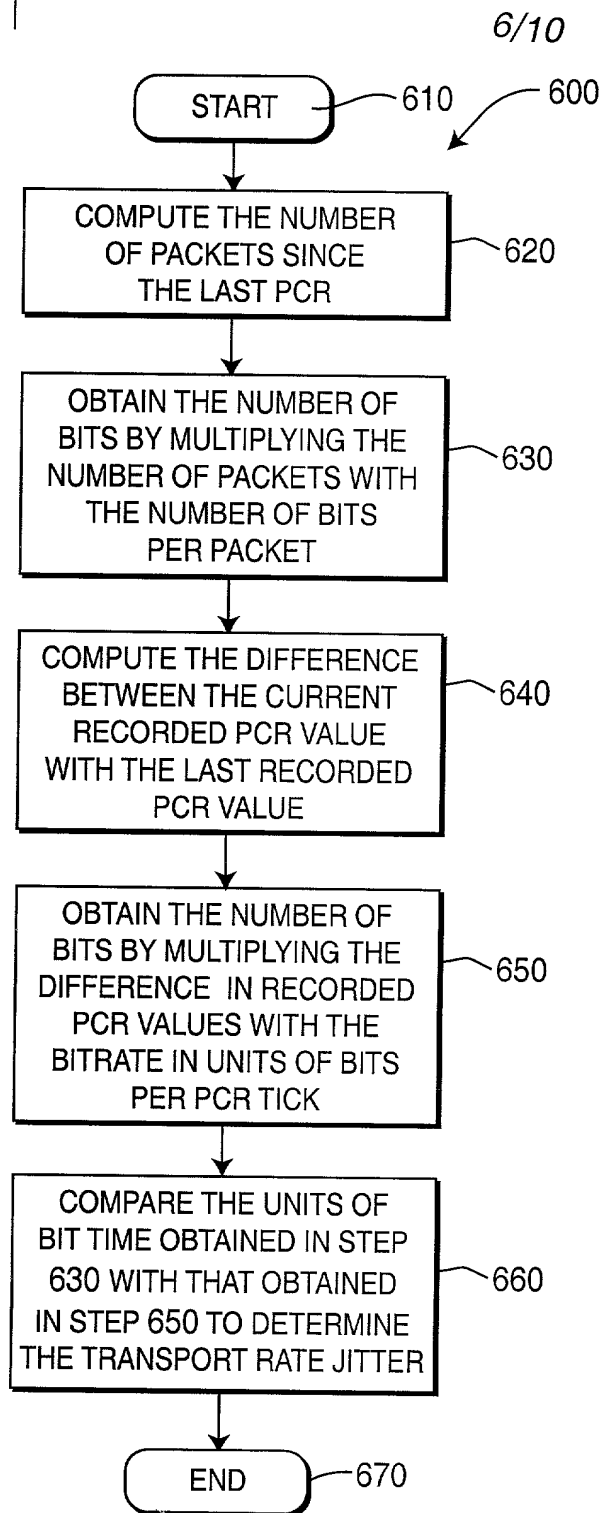 6/10
START
610
600
COMPUTE THE NUMBER
OF PACKETS SINCE
THE LAST PCR
620
OBTAIN THE NUMBER OF
BITS BY MULTIPLYING THE
NUMBER OF PACKETS WITH
THE NUMBER OF BITS
PER PACKET
630
COMPUTE THE DIFFERENCE
BETWEEN THE CURRENT
RECORDED PCR VALUE
WITH THE LAST RECORDED
PCR VALUE
640
OBTAIN THE NUMBER OF
BITS BY MULTIPLYING THE
DIFFERENCE IN RECORDED
PCR VALUES WITH THE
BITRATE IN UNITS OF BITS
PER PCR TICK
650
COMPARE THE UNITS OF
BIT TIME OBTAINED IN STEP
630 WITH THAT OBTAINED
IN STEP 650 TO DETERMINE
THE TRANSPORT RATE JITTER
660
END
670